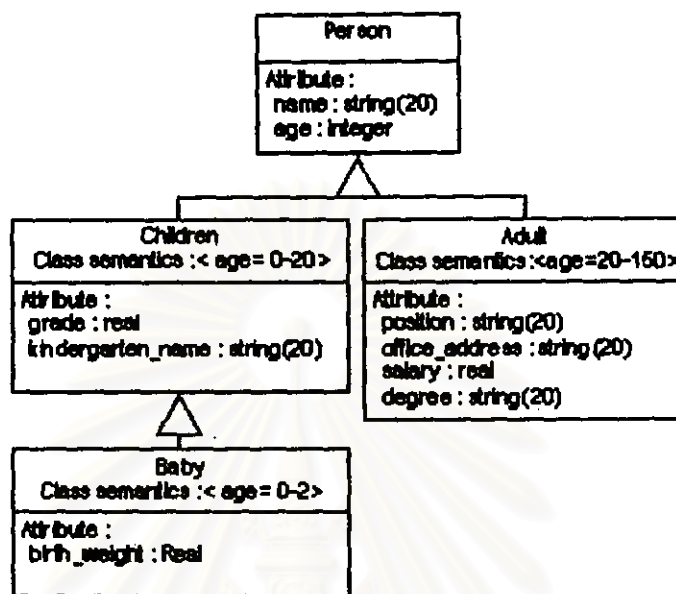 Person
Attribute :
name : string(20)
age : integer
Children
Class semantics :< age= 0-20>
Attribute :
grade : real
kindergarten_name : string(20)
Adult
Class semantics :<age=20-150>
Attribute :
position : string(20)
office_address : string(20)
salary : real
degree : string(20)
Baby
Class semantics :< age= 0-2>
Attribute :
birth_weight : Real